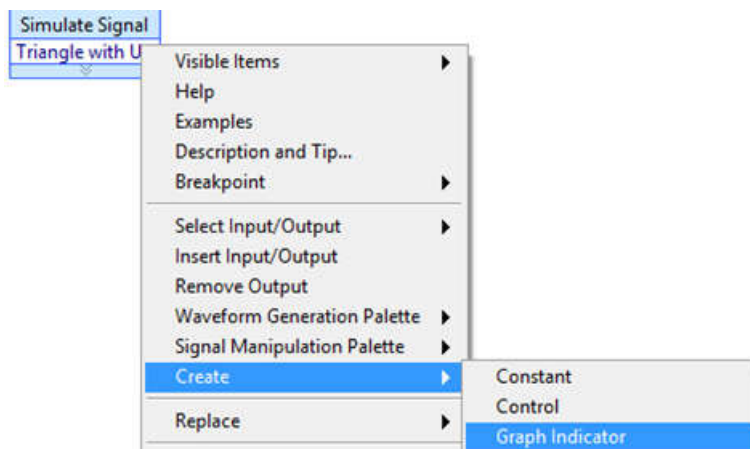 Simulate Signal
Triangle with U
Visible Items
Help
Examples
Description and Tip...
Breakpoint
Select Input/Output
Insert Input/Output
Remove Output
Waveform Generation Palette
Signal Manipulation Palette
Create
Replace
Constant
Control
Graph Indicator